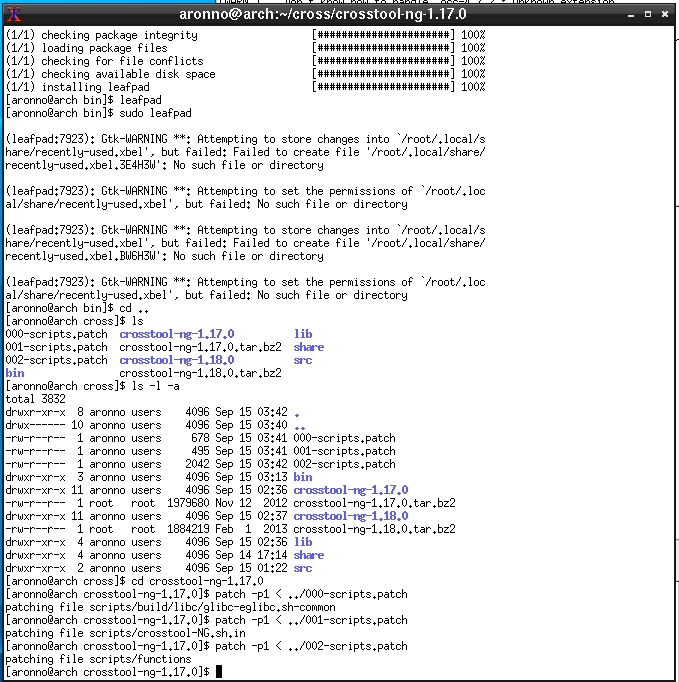 [WARN ] Don't know how to handle
aronno@arch:~/cross/crosstool-ng-1.17.0
(1/1) checking package integrity [######################] 100%
(1/1) loading package files [######################] 100%
(1/1) checking for file conflicts [######################] 100%
(1/1) checking available disk space [######################] 100%
(1/1) installing leafpad [######################] 100%
[aronno@arch bin]$ leafpad
[aronno@arch bin]$ sudo leafpad
(leafpad:7923): Gtk-WARNING **: Attempting to store changes into `/root/.local/s
hare/recently-used.xbel', but failed: Failed to create file '/root/.local/share/
recently-used.xbel.3E4H3W': No such file or directory
(leafpad:7923): Gtk-WARNING **: Attempting to set the permissions of `/root/.loc
al/share/recently-used.xbel', but failed: No such file or directory
(leafpad:7923): Gtk-WARNING **: Attempting to store changes into `/root/.local/s
hare/recently-used.xbel', but failed: Failed to create file '/root/.local/share/
recently-used.xbel.BW6H3W': No such file or directory
(leafpad:7923): Gtk-WARNING **: Attempting to set the permissions of `/root/.loc
al/share/recently-used.xbel', but failed: No such file or directory
[aronno@arch bin]$ cd ..
[aronno@arch cross]$ ls
000-scripts.patch crosstool-ng-1.17.0 lib
001-scripts.patch crosstool-ng-1.17.0.tar.bz2 share
002-scripts.patch crosstool-ng-1.18.0 src
bin crosstool-ng-1.18.0.tar.bz2
[aronno@arch cross]$ ls -l -a
total 3832
drwxr-xr-x 8 aronno users 4096 Sep 15 03:42 .
drwx------ 10 aronno users 4096 Sep 15 03:40 ..
-rw-r--r-- 1 aronno users 678 Sep 15 03:41 000-scripts.patch
-rw-r--r-- 1 aronno users 495 Sep 15 03:41 001-scripts.patch
-rw-r--r-- 1 aronno users 2042 Sep 15 03:42 002-scripts.patch
drwxr-xr-x 3 aronno users 4096 Sep 15 03:13 bin
drwxr-xr-x 11 aronno users 4096 Sep 15 02:36 crosstool-ng-1.17.0
-rw-r--r-- 1 root root 1979680 Nov 12 2012 crosstool-ng-1.17.0.tar.bz2
drwxr-xr-x 11 aronno users 4096 Sep 15 02:37 crosstool-ng-1.18.0
-rw-r--r-- 1 root root 1884219 Feb 1 2013 crosstool-ng-1.18.0.tar.bz2
drwxr-xr-x 4 aronno users 4096 Sep 15 02:36 lib
drwxr-xr-x 4 aronno users 4096 Sep 14 17:14 share
drwxr-xr-x 2 aronno users 4096 Sep 15 01:22 src
[aronno@arch cross]$ cd crosstool-ng-1.17.0
[aronno@arch crosstool-ng-1.17.0]$ patch -p1 < ../000-scripts.patch
patching file scripts/build/libc/glibc-eglibc.sh-common
[aronno@arch crosstool-ng-1.17.0]$ patch -p1 < ../001-scripts.patch
patching file scripts/crosstool-NG.sh.in
[aronno@arch crosstool-ng-1.17.0]$ patch -p1 < ../002-scripts.patch
patching file scripts/functions
[aronno@arch crosstool-ng-1.17.0]$